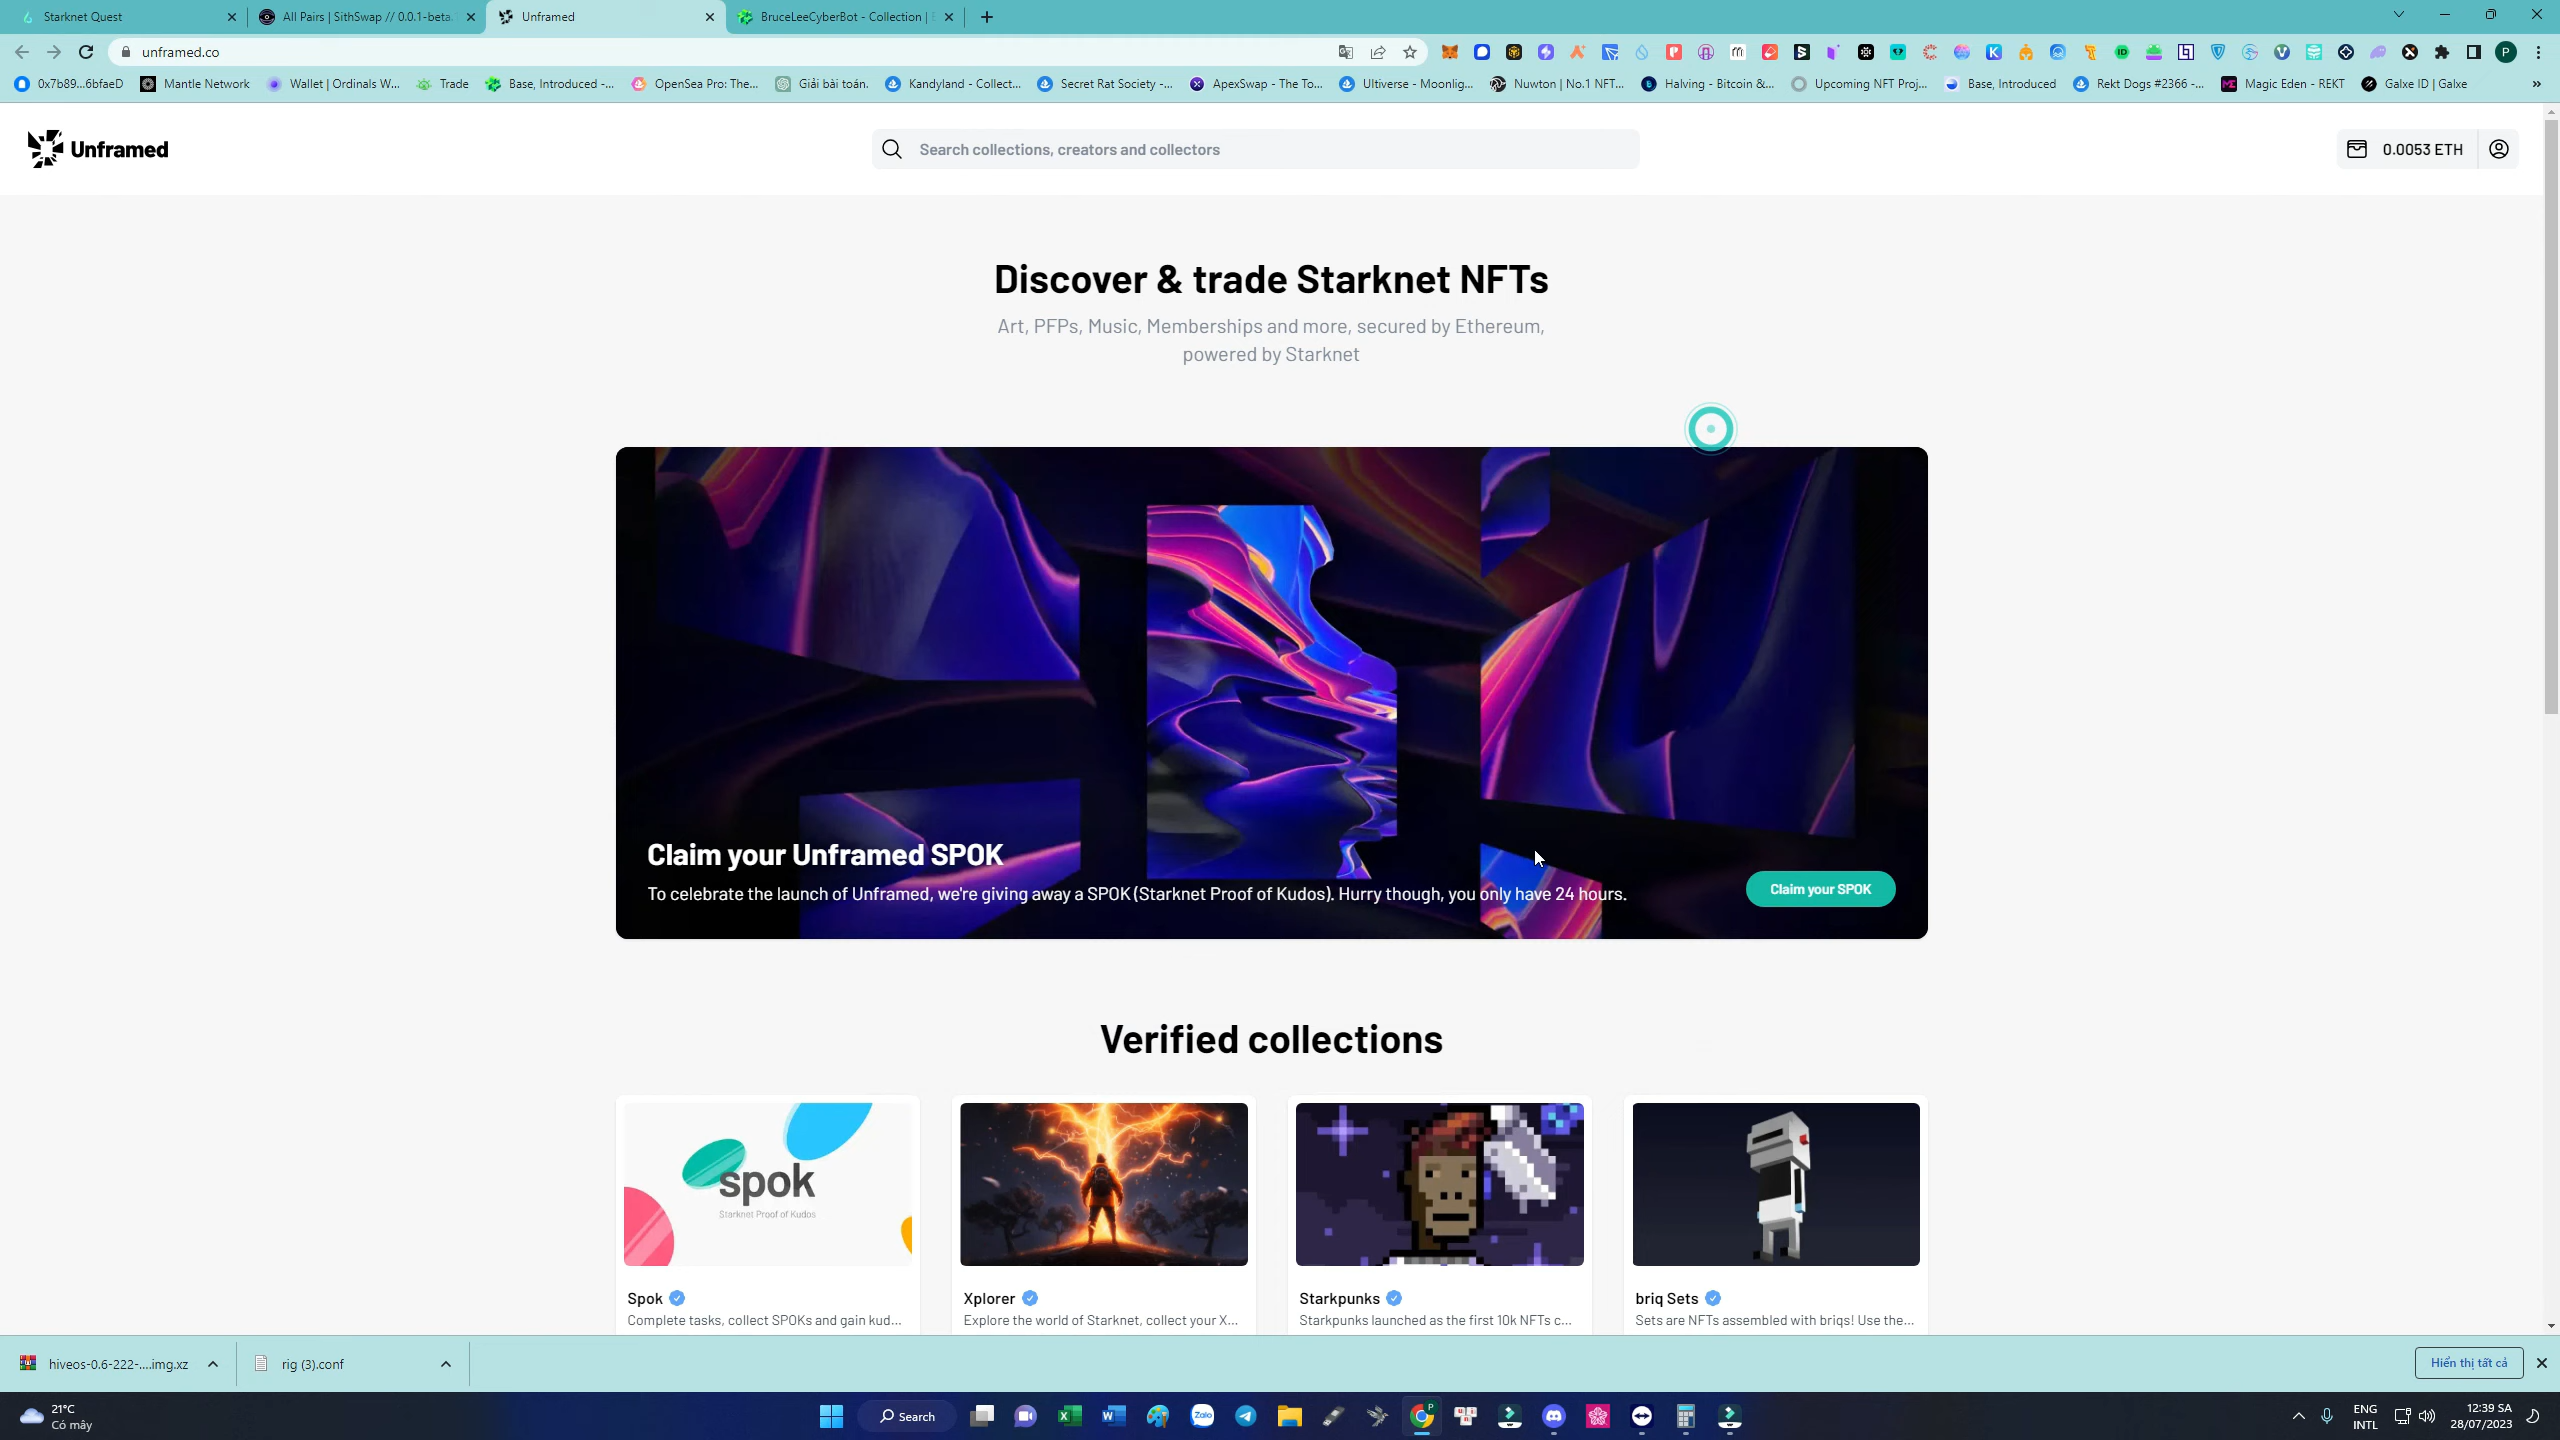 Starknet Quest
All Pairs | SithSwap // 0.0.1-beta.
Unframed
BruceLeeCyberBot - Collection |
unframed.co
0x7b89...6bfaeD
Mantle Network
Wallet | Ordinals W...
Trade
Base, Introduced -...
OpenSea Pro: The...
Giải bài toán.
Kandyland - Collect...
Secret Rat Society -...
ApexSwap - The To...
Ultiverse - Moonlig...
Nuwton | No.1 NFT...
Halving - Bitcoin &...
Upcoming NFT Proj...
Base, Introduced
Rekt Dogs #2366 -...
Magic Eden - REKT
Galxe ID | Galxe
Unframed
Search collections, creators and collectors
0.0053 ETH
Discover & trade Starknet NFTs
Art, PFPs, Music, Memberships and more, secured by Ethereum,
powered by Starknet
Claim your Unframed SPOK
To celebrate the launch of Unframed, we're giving away a SPOK (Starknet Proof of Kudos). Hurry though, you only have 24 hours.
Claim your SPOK
Verified collections
spok
Starknet Proof of Kudos
Spok
Complete tasks, collect SPOKs and gain kud...
Xplorer
Explore the world of Starknet, collect your X...
Starkpunks
Starkpunks launched as the first 10k NFTs c...
briq Sets
Sets are NFTs assembled with briqs! Use the...
hiveos-0.6-222-....img.xz
rig (3).conf
Hiển thị tất cả
21°C
Có mây
Search
Zalo
ENG
INTL
12:39 SA
28/07/2023